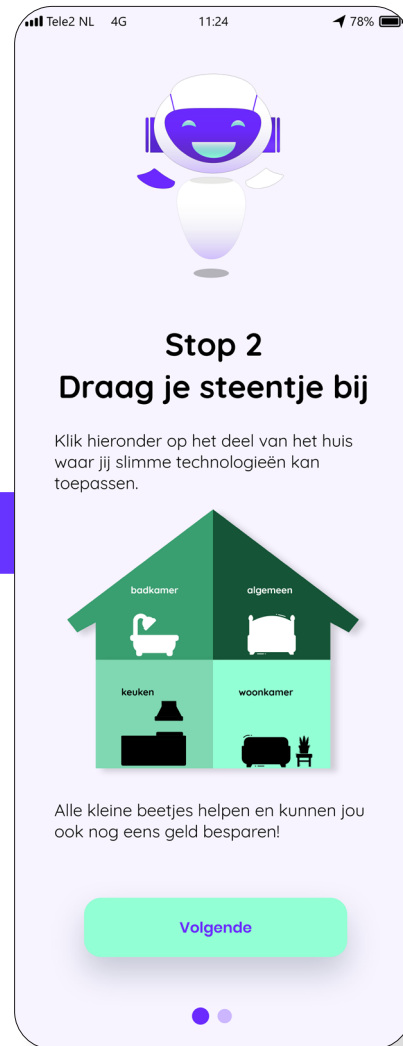 Tele2 NL 4G 11:24 78%
Stop 2
Draag je steentje bij
Klik hieronder op het deel van het huis
waar jij slimme technologieën kan
toepassen.
badkamer algemeen
keuken woonkamer
Alle kleine beetjes helpen en kunnen jou
ook nog eens geld besparen!
Volgende